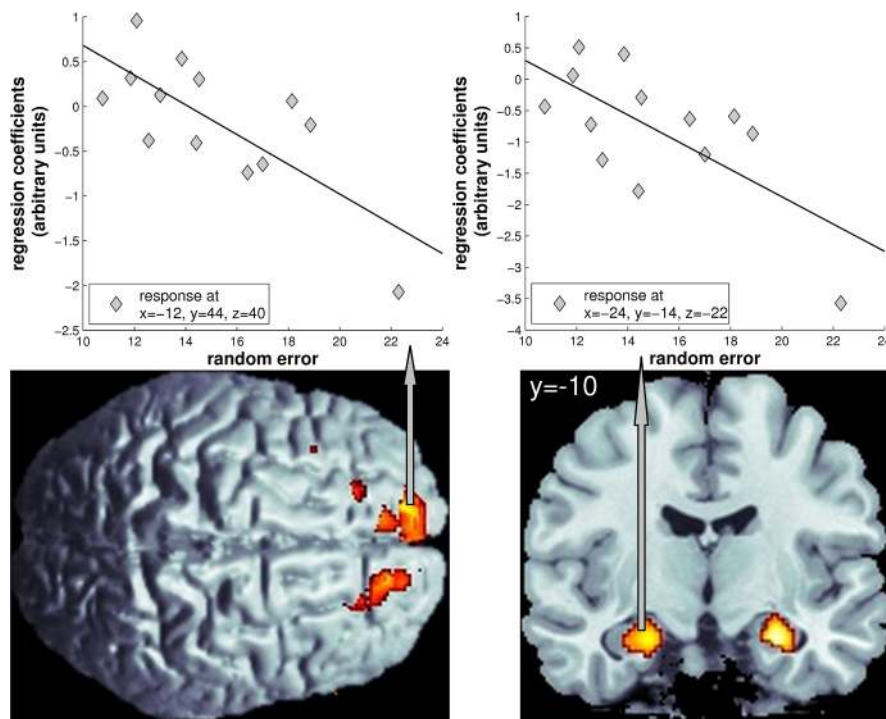 regression coefficients
(arbitrary units)
1
0.5
0
−0.5
−1
−1.5
−2
−2.5
response at
x=−12, y=44, z=40
10 12 14 16 18 20 22 24
random error
regression coefficients
(arbitrary units)
1
0.5
0
−0.5
−1
−1.5
−2
−2.5
−3
−3.5
−4
response at
x=−24, y=−14, z=−22
10 12 14 16 18 20 22 24
random error
y=-10